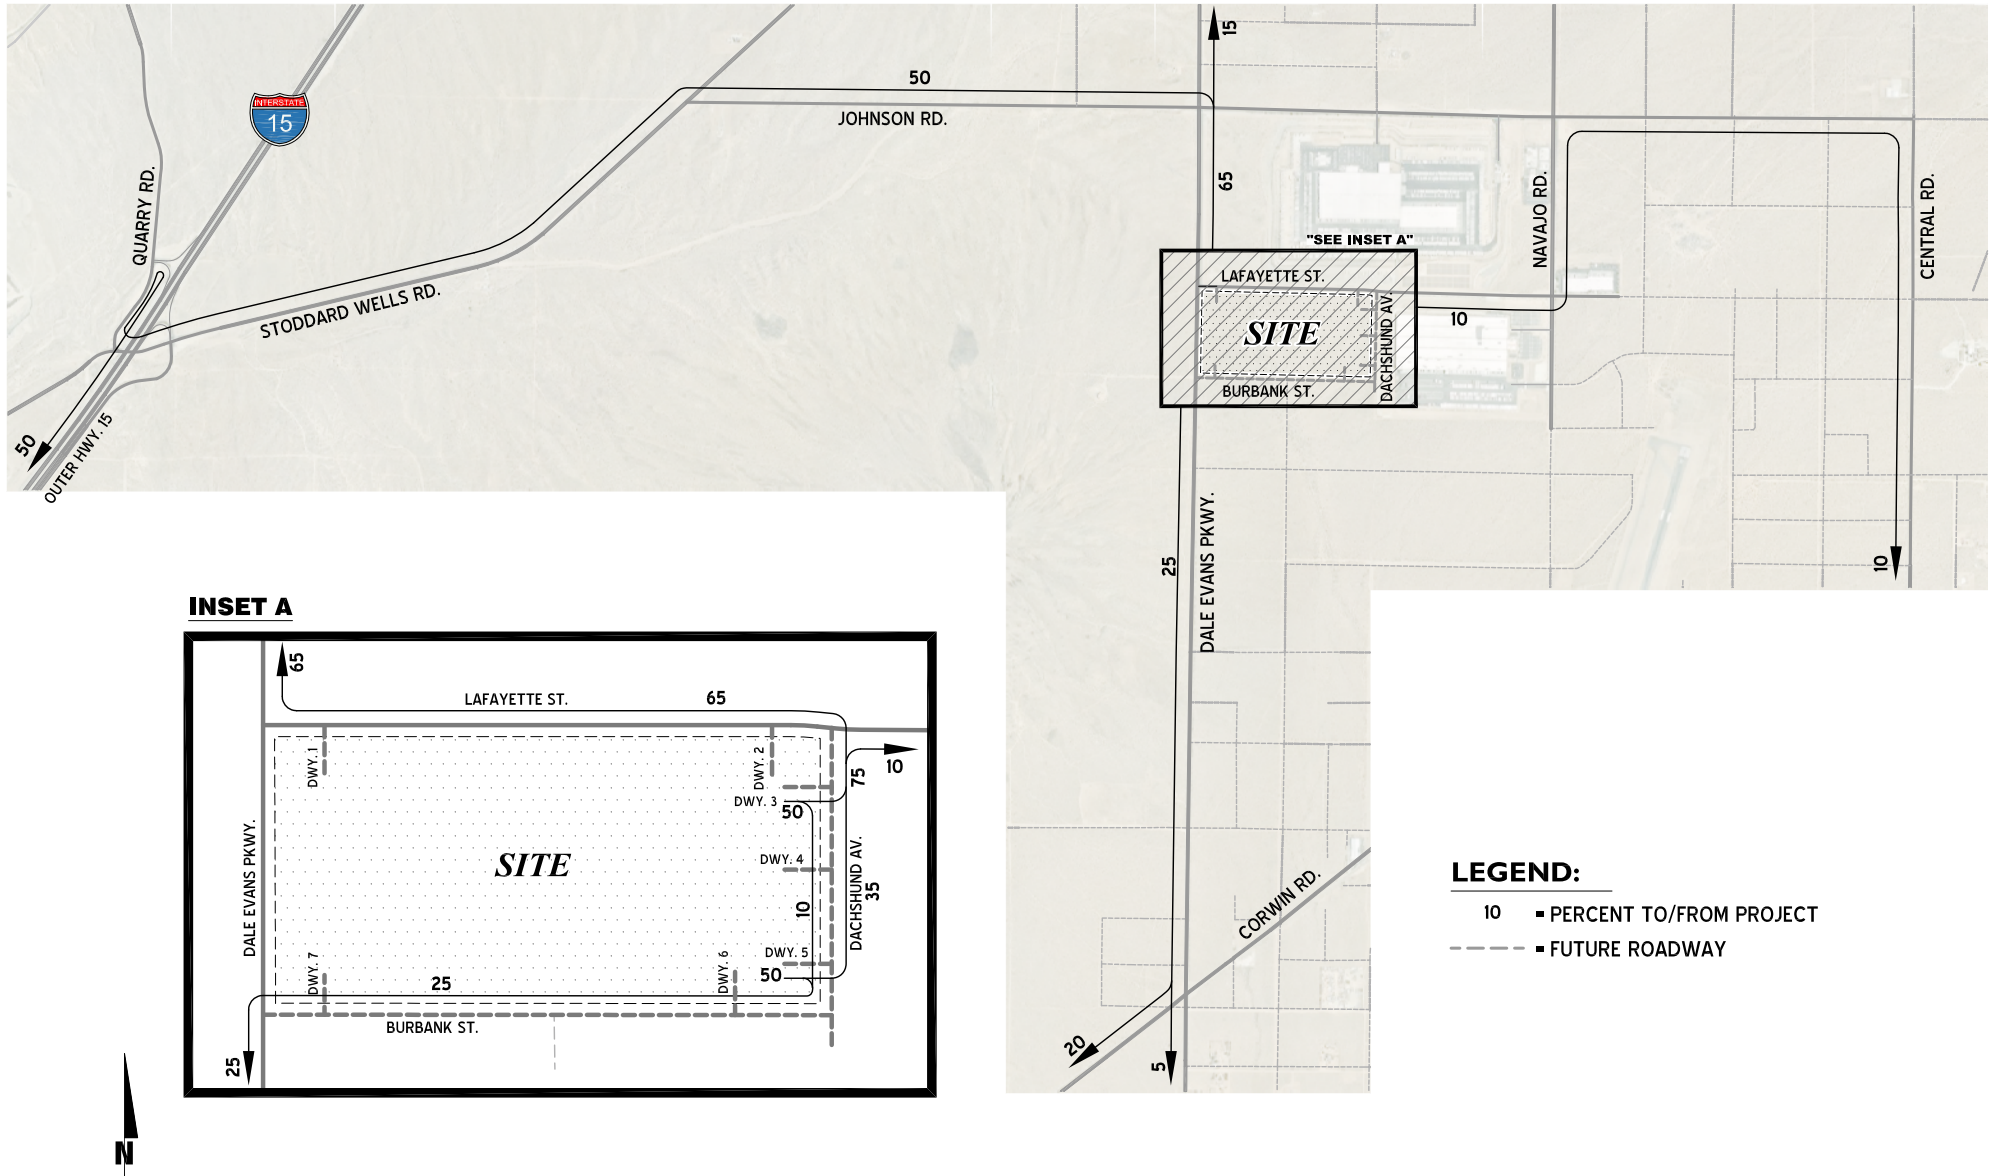 15
50
JOHNSON RD.
INTERSTATE
15
QUARRY RD.
65
NAVAJO RD.
CENTRAL RD.
"SEE INSET A"
LAFAYETTE ST.
SITE
DACHSHUND AV.
BURBANK ST.
10
STODDARD WELLS RD.
50
OUTER HWY. 15
25
DALE EVANS PKWY.
10
CORWIN RD.
20
5
INSET A
65
LAFAYETTE ST.
65
DWY. 1
DWY. 2
10
75
DWY. 3
50
DALE EVANS PKWY.
SITE
DWY. 4
DACHSHUND AV.
35
10
DWY. 5
50
DWY. 6
DWY. 7
25
BURBANK ST.
25
LEGEND:
10 = PERCENT TO/FROM PROJECT
= FUTURE ROADWAY
N